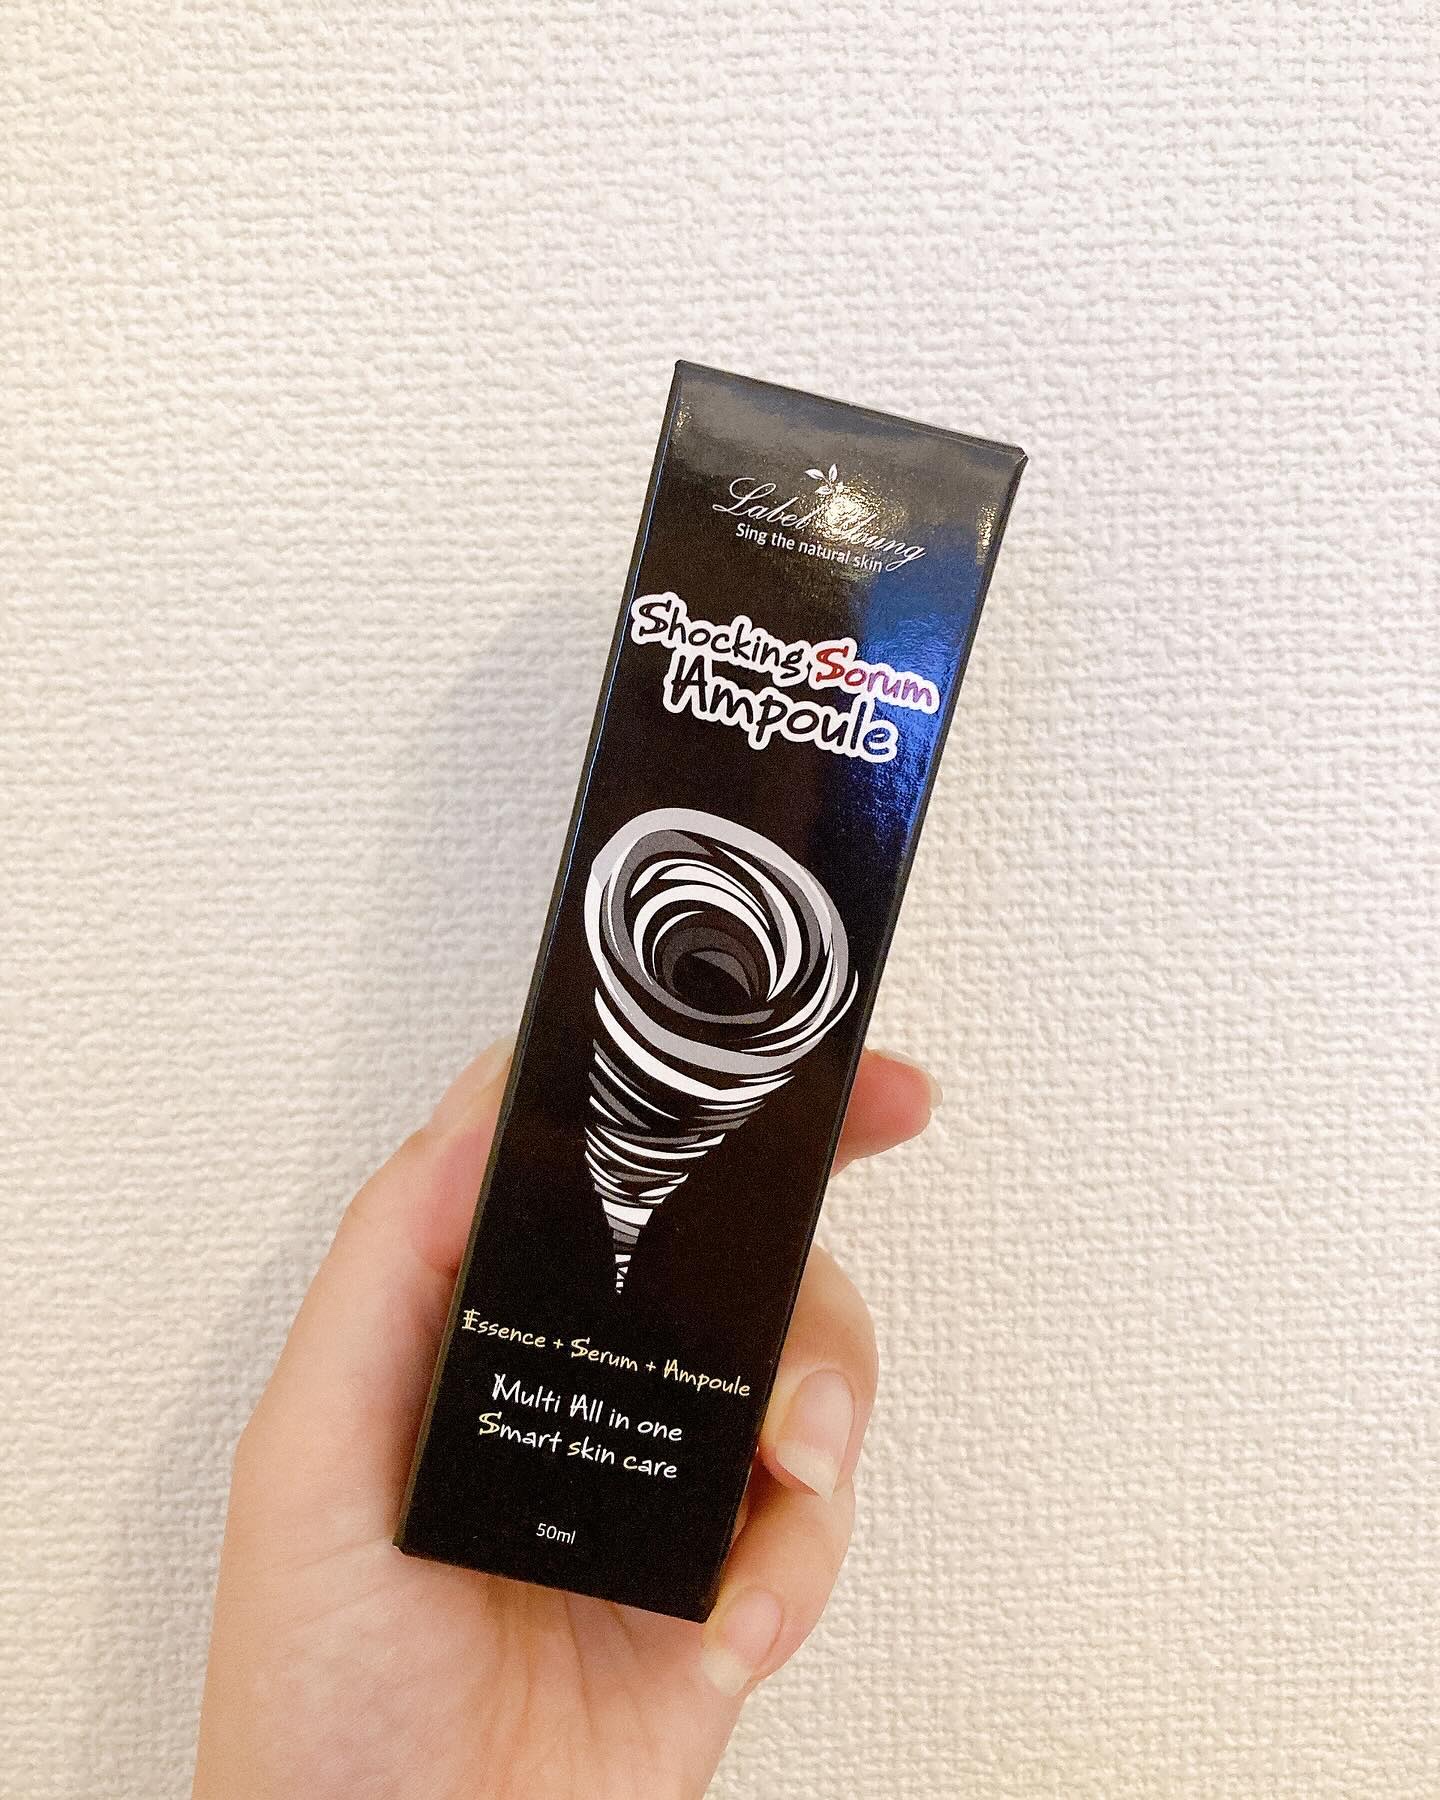 Label Young
Sing the natural skin
Shocking Sorum
Ampoule
Essence + Serum + Ampoule
Multi All in one
Smart skin care
50ml